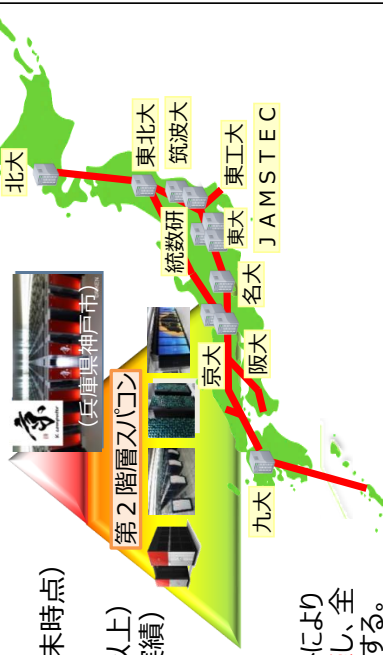 末時点)
以上)
により
し、全
する。
京
(兵庫県神戸市)
第2階層スパコン
北大
東北大
筑波大
東工大
統数研
東大
JAMSTEC
名大
京大
阪大
九大